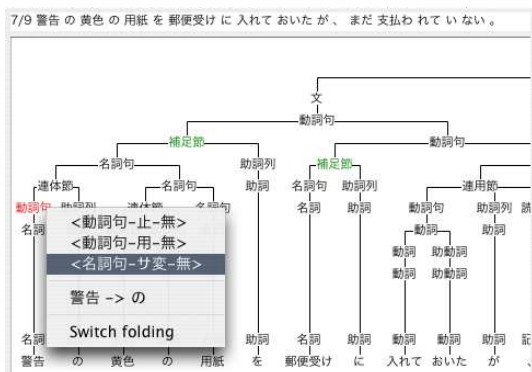 7/9 警告 の 黄色 の 用紙 を 郵便受け に 入れて おいた が 、 まだ 支払わ れて い ない 。
文
動詞句
補足節 動詞句
名詞句 助詞列 補足節
連体節 名詞句 助詞 名詞句 助詞列 連用節
動詞句 助詞列 連体節 名詞句 名詞 助詞 動詞句 助詞列
名詞 動詞 助詞
<動詞句-止-無>
<動詞句-用-無>
<名詞句-サ変-無>
警告 -> の
Switch folding
動詞 助動詞
動詞 助動詞
名詞 助詞 名詞 助詞 動詞 助動詞 助詞
警告 の 黄色 の 用紙 を 郵便受け に 入れて おいた が 、